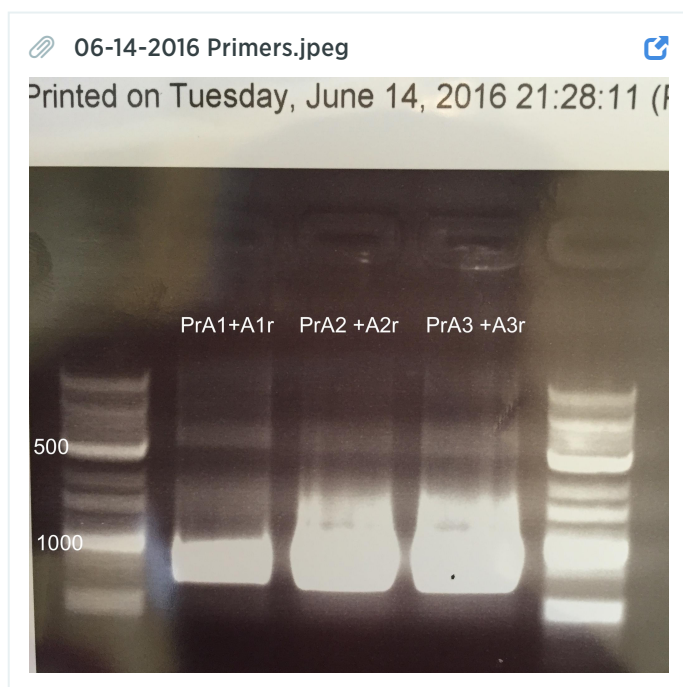 06-14-2016 Primers.jpeg
Printed on Tuesday, June 14, 2016 21:28:11 (
PrA1+A1r PrA2 +A2r PrA3 +A3r
500
1000